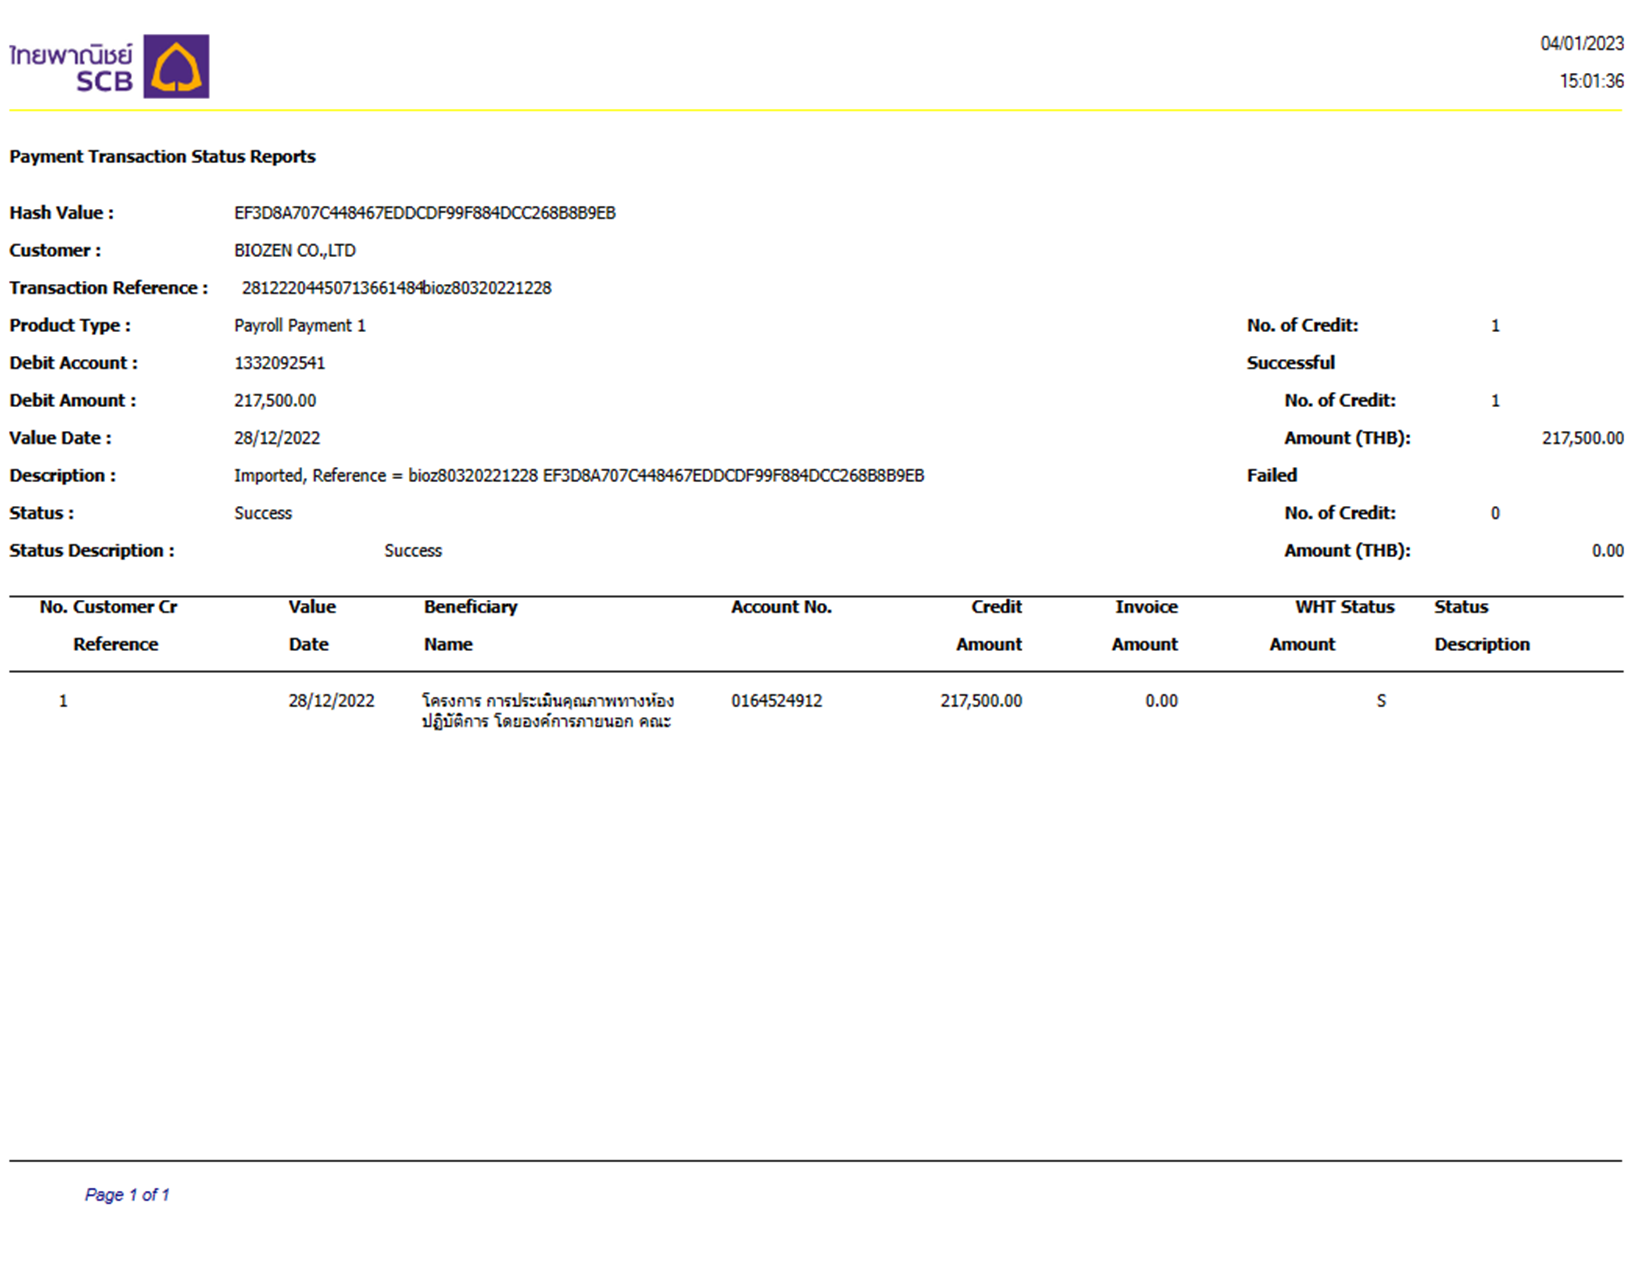 ไทยพาณิชย์
SCB
04/01/2023
15:01:36
Payment Transaction Status Reports
Hash Value : EF3D8A707C448467EDDCDF99F884DCC268B8B9EB
Customer : BIOZEN CO.,LTD
Transaction Reference : 28122204450713661484bioz80320221228
Product Type : Payroll Payment 1 No. of Credit: 1
Debit Account : 1332092541 Successful
Debit Amount : 217,500.00 No. of Credit: 1
Value Date : 28/12/2022 Amount (THB): 217,500.00
Description : Imported, Reference = bioz80320221228 EF3D8A707C448467EDDCDF99F884DCC268B8B9EB Failed
Status : Success No. of Credit: 0
Status Description : Success Amount (THB): 0.00
No. Customer Cr Value Beneficiary Account No. Credit Invoice WHT Status Status
Reference Date Name Amount Amount Amount Description
1 28/12/2022 โครงการ การประเมินคุณภาพทางห้อง 0164524912 217,500.00 0.00 S
ปฏิบัติการ โดยองค์การภายนอก คณะ
Page 1 of 1